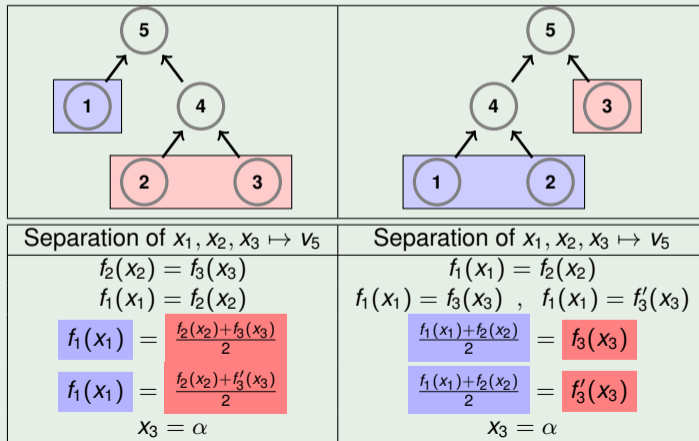 5
1
4
2
3
5
4
3
1
2
Separation of x₁, x₂, x₃ ↦ v₅
f₂(x₂) = f₃(x₃)
f₁(x₁) = f₂(x₂)
f₁(x₁) = (f₂(x₂)+f₃(x₃))/2
f₁(x₁) = (f₂(x₂)+f₃′(x₃))/2
x₃ = α
Separation of x₁, x₂, x₃ ↦ v₅
f₁(x₁) = f₂(x₂)
f₁(x₁) = f₃(x₃) , f₁(x₁) = f₃′(x₃)
(f₁(x₁)+f₂(x₂))/2 = f₃(x₃)
(f₁(x₁)+f₂(x₂))/2 = f₃′(x₃)
x₃ = α